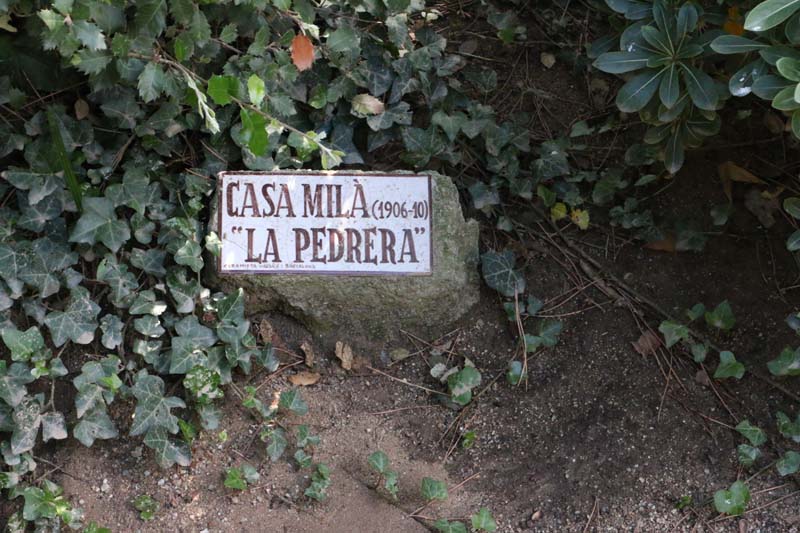 CASA MILÀ (1906-10)
"LA PEDRERA"